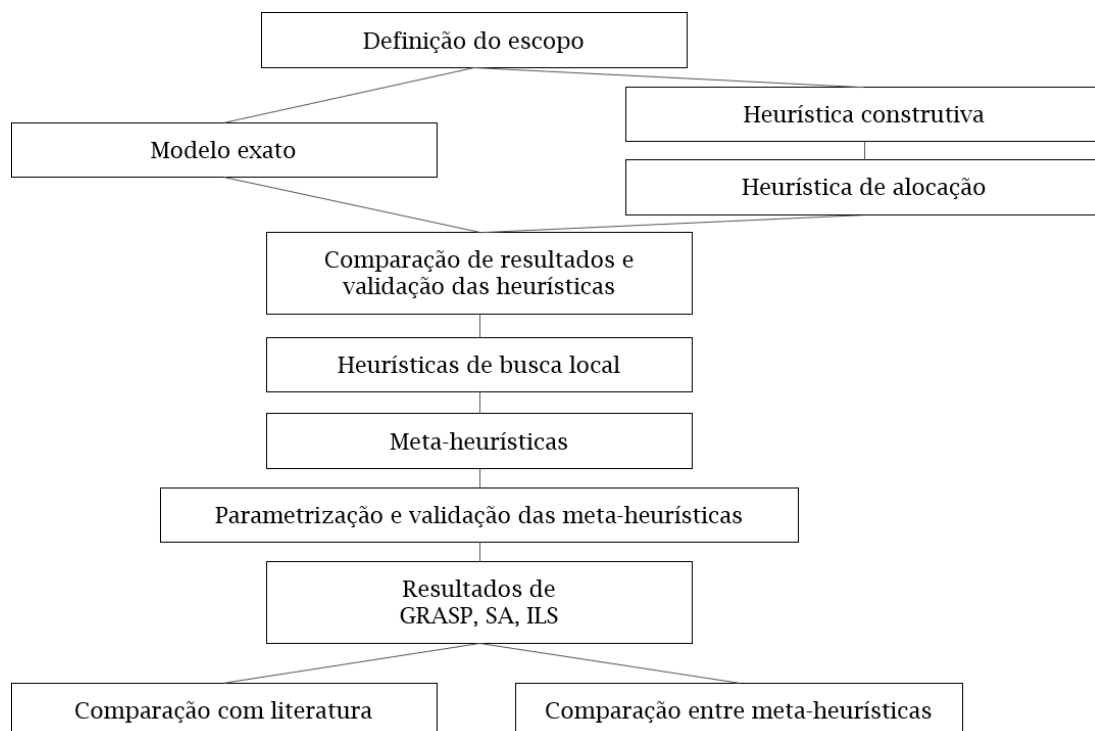 Definição do escopo
Heurística construtiva
Modelo exato
Heurística de alocação
Comparação de resultados e
validação das heurísticas
Heurísticas de busca local
Meta-heurísticas
Parametrização e validação das meta-heurísticas
Resultados de
GRASP, SA, ILS
Comparação com literatura
Comparação entre meta-heurísticas